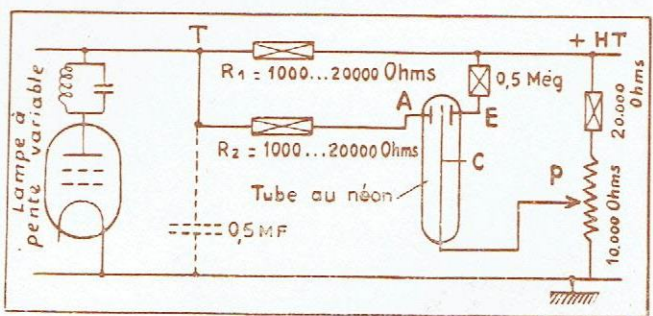 T
+ HT
R1 = 1000...20000 Ohms
0,5 Még
A
E
R2 = 1000...20000 Ohms
C
P
Tube au néon
0,5 MF
Lampe à
pente variable
20.000
Ohms
10.000 Ohms